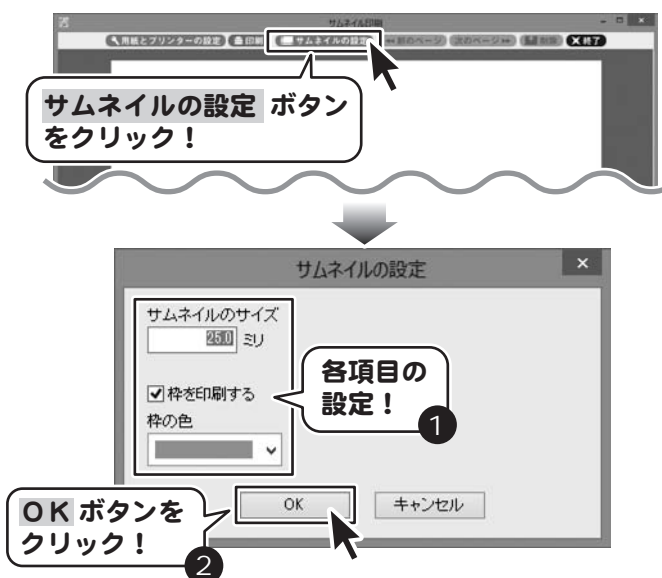 サムネイル印刷
用紙とプリンターの設定 印刷 サムネイルの設定 前のページ 次のページ 削除 終了
サムネイルの設定 ボタン
をクリック！
サムネイルの設定
サムネイルのサイズ
25.0 ミリ
枠を印刷する
枠の色
各項目の
設定！
1
OK キャンセル
ＯＫ ボタンを
クリック！
2